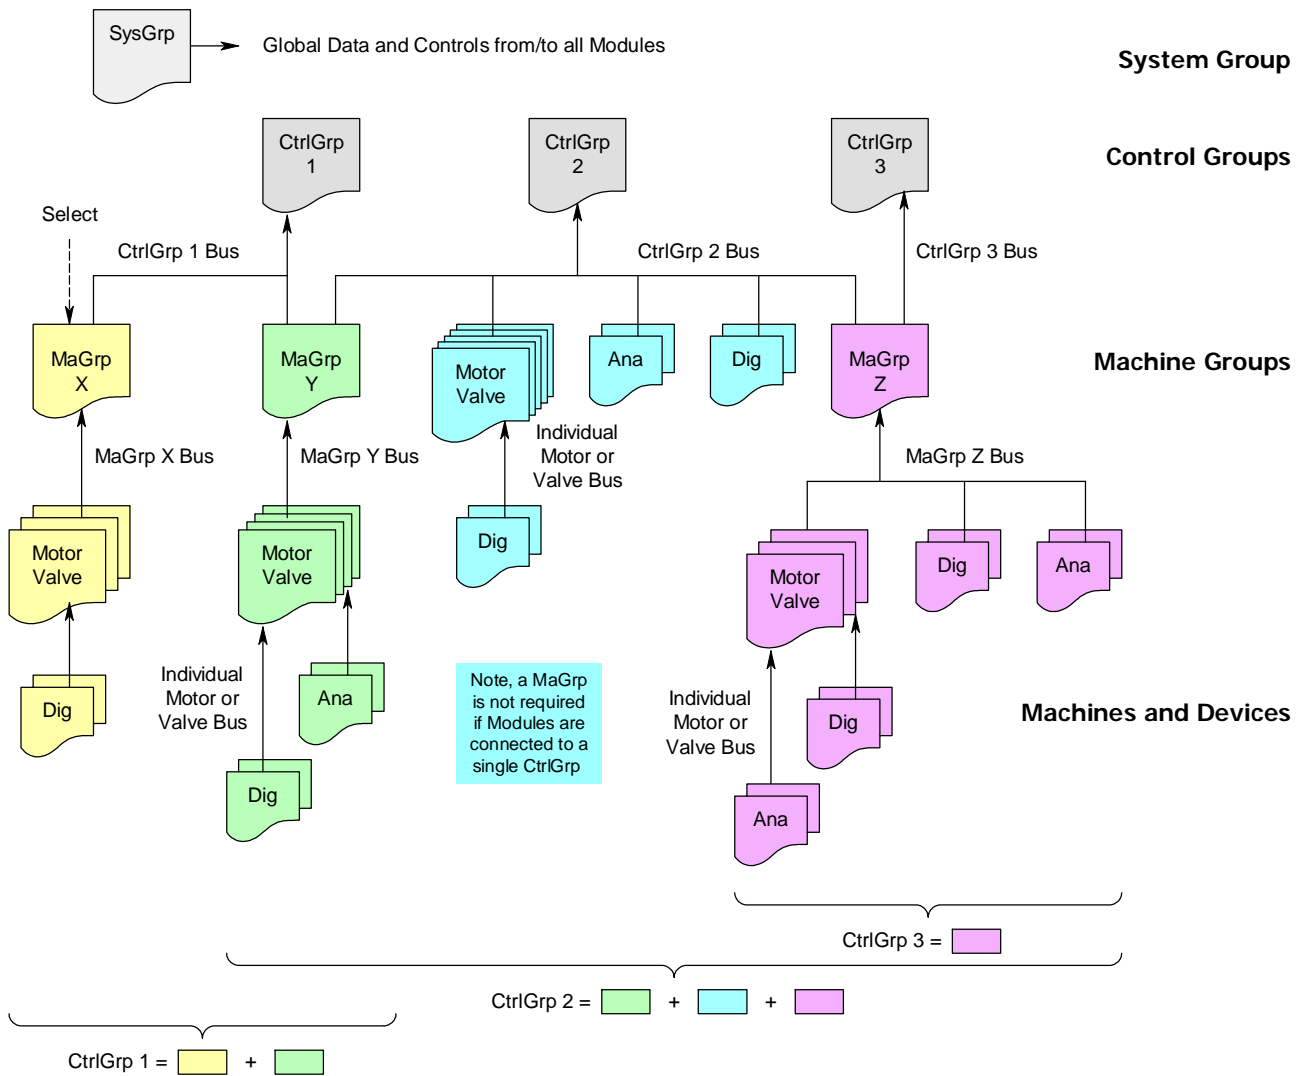 SysGrp
Global Data and Controls from/to all Modules
System Group
CtrlGrp
1
CtrlGrp
2
CtrlGrp
3
Control Groups
Select
CtrlGrp 1 Bus
CtrlGrp 2 Bus
CtrlGrp 3 Bus
MaGrp
X
MaGrp
Y
Motor
Valve
Ana
Dig
MaGrp
Z
Machine Groups
MaGrp X Bus
MaGrp Y Bus
Individual
Motor or
Valve Bus
MaGrp Z Bus
Motor
Valve
Motor
Valve
Dig
Motor
Valve
Dig
Ana
Dig
Individual
Motor or
Valve Bus
Ana
Dig
Note, a MaGrp
is not required
if Modules are
connected to a
single CtrlGrp
Individual
Motor or
Valve Bus
Dig
Ana
Machines and Devices
CtrlGrp 3 =
CtrlGrp 2 = + +
CtrlGrp 1 = +